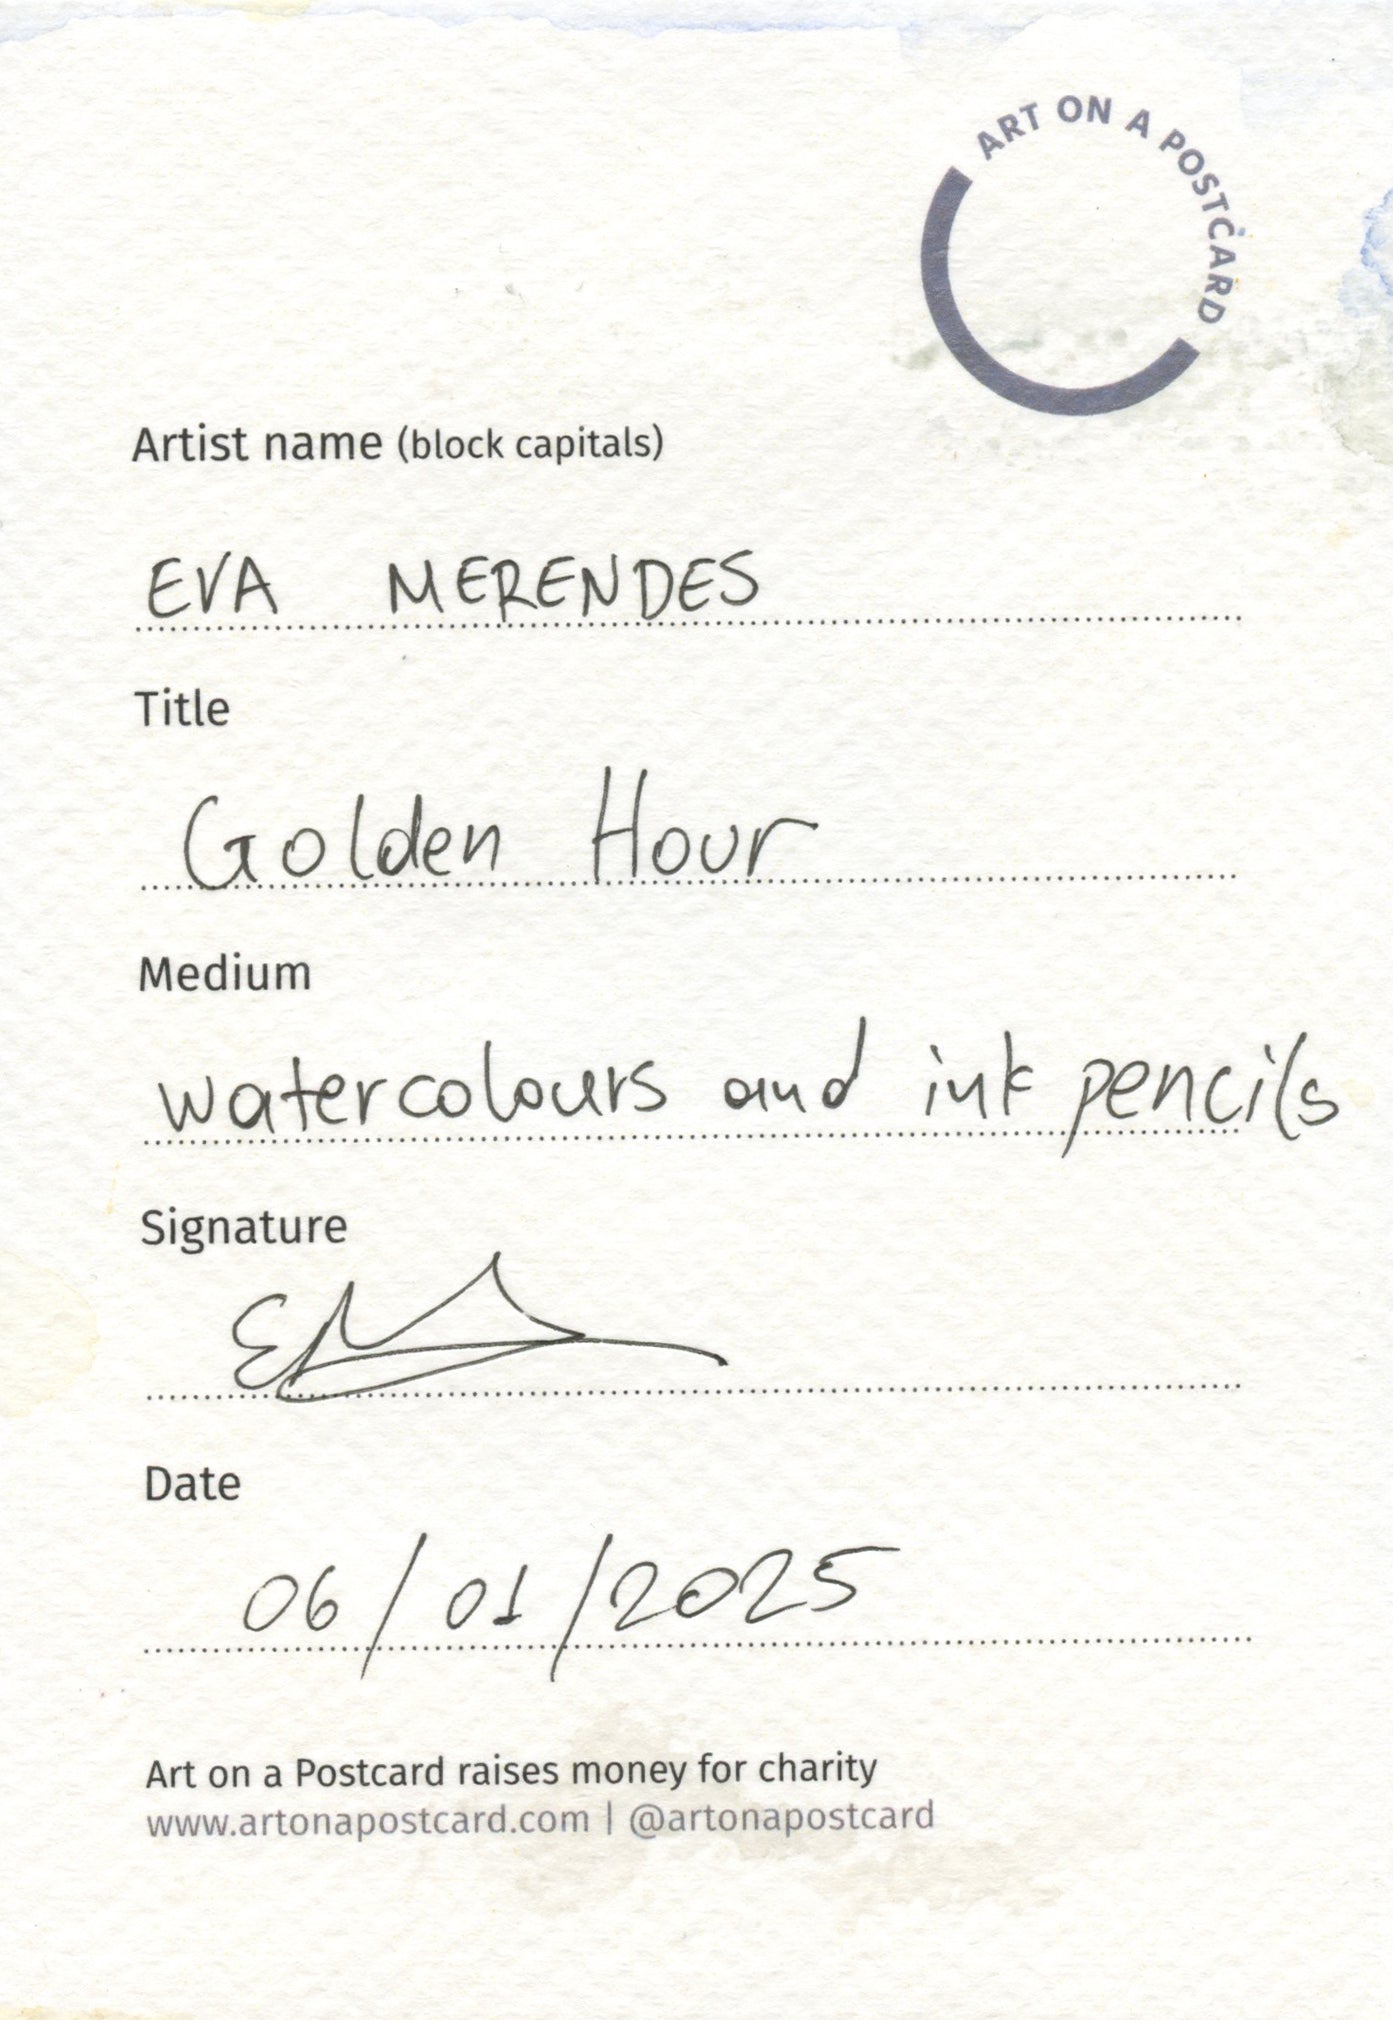 ART ON A POSTCARD
Artist name (block capitals)
EVA MERENDES
Title
Golden Hour
Medium
watercolours and ink pencils
Signature
Date
06/01/2025
Art on a Postcard raises money for charity
www.artonapostcard.com | @artonapostcard